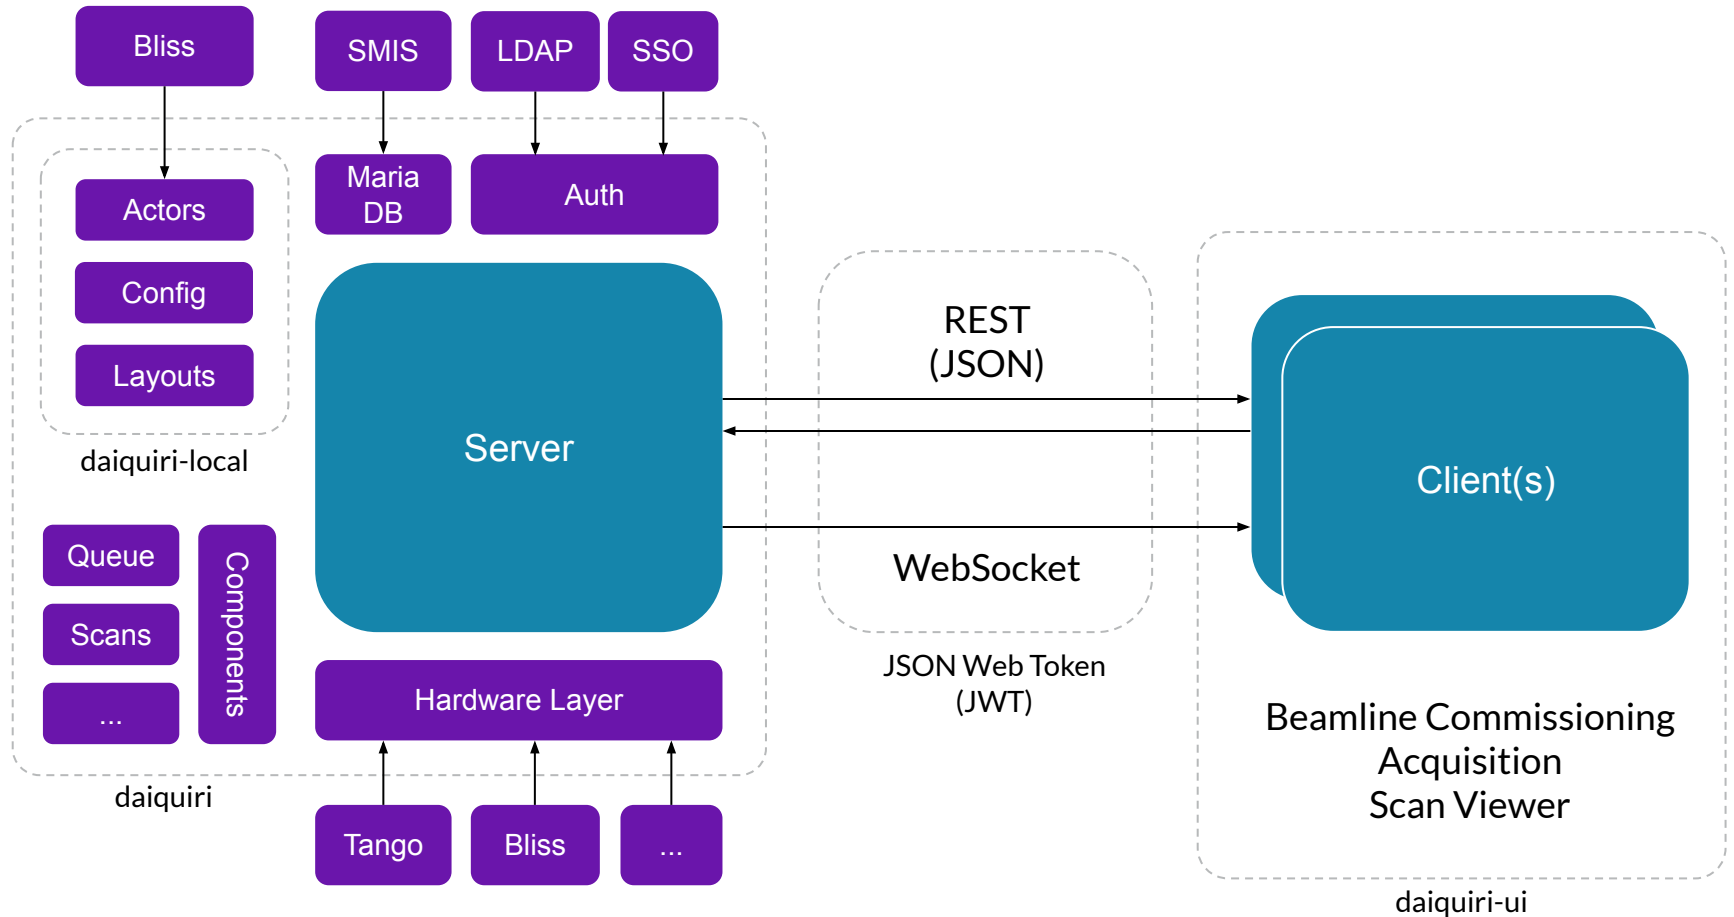 Bliss
SMIS
LDAP
SSO
Actors
Config
Layouts
daiquiri-local
Maria
DB
Auth
Server
Queue
Scans
...
Components
Hardware Layer
daiquiri
Tango
Bliss
...
REST
(JSON)
WebSocket
JSON Web Token
(JWT)
Client(s)
Beamline Commissioning
Acquisition
Scan Viewer
daiquiri-ui